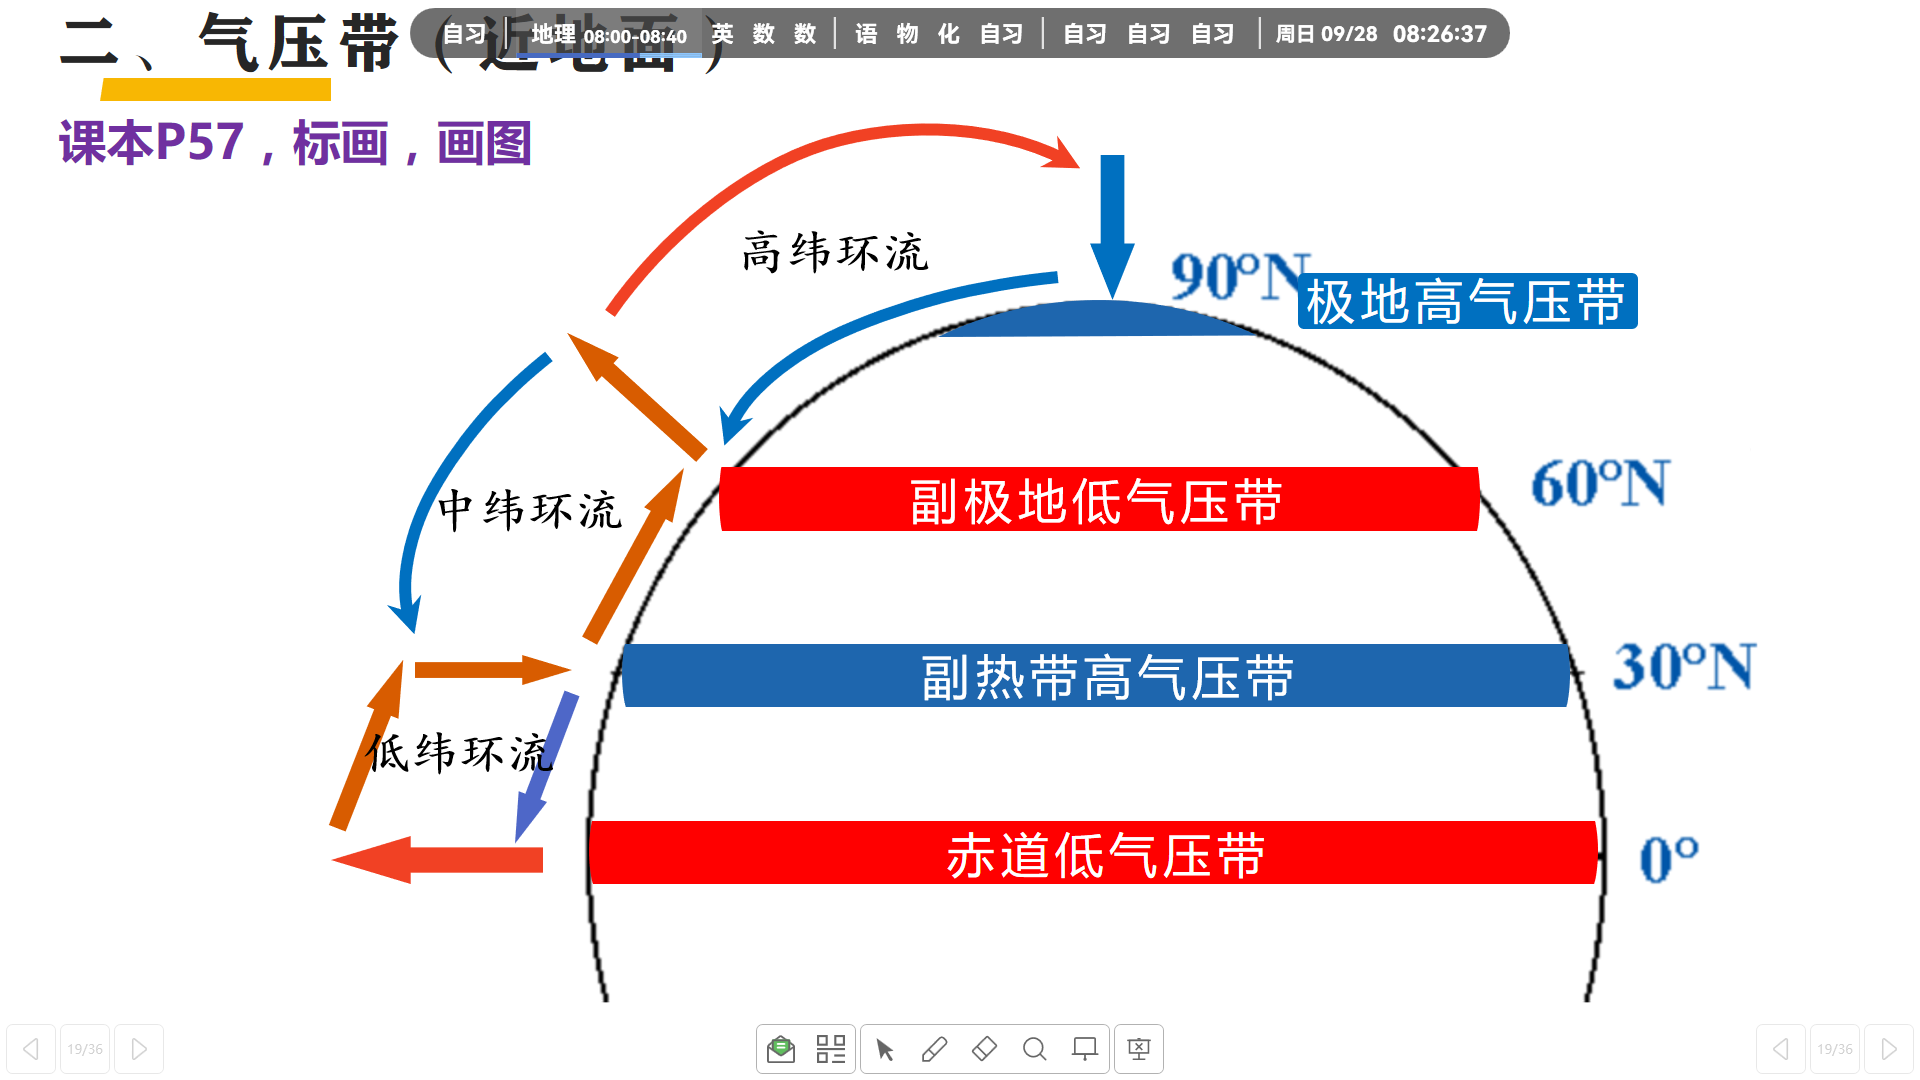 二、气压带（近地面）
自习 地理 08:00-08:40 英 数 数 语 物 化 自习 自习 自习 自习 周日 09/28 08:26:37
课本P57，标画，画图
高纬环流
90°N
极地高气压带
中纬环流
副极地低气压带
60°N
副热带高气压带
30°N
低纬环流
赤道低气压带
0°
19/36
19/36